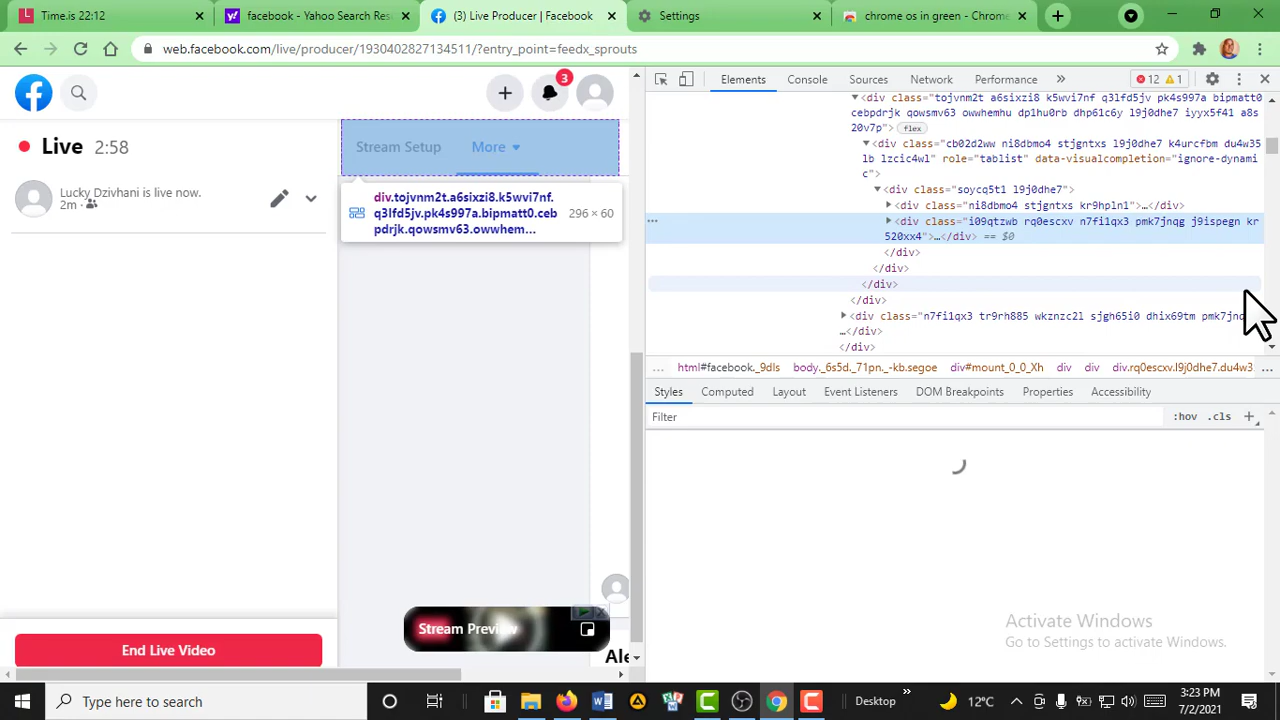 Time.is 22:12
facebook - Yahoo Search Res
(3) Live Producer | Facebook
Settings
chrome os in green - Chrome
web.facebook.com/live/producer/1930402827134511/?entry_point=feedx_sprouts
3
Live 2:58
Lucky Dzivhani is live now.
2m
Stream Setup
More
div.tojvnm2t.a6sixzi8.k5wvi7nf.
q3lfd5jv.pk4s997a.bipmatt0.ceb
pdrjk.qowsmv63.owwhem...
296 × 60
Stream Preview
Ale
End Live Video
Elements
Console
Sources
Network
Performance
12
1
<div class="tojvnm2t a6sixzi8 k5wvi7nf q3lfd5jv pk4s997a bipmatt0
cebpdrjk qowsmv63 owwhemhu dp1hu0rb dhp61c6y l9j0dhe7 iyyx5f41 a8s
20v7p"> flex
<div class="cb02d2ww ni8dbmo4 stjgntxs l9j0dhe7 k4urcfbm du4w35
lb lzcic4wl" role="tablist" data-visualcompletion="ignore-dynami
c">
<div class="soycq5t1 l9j0dhe7">
<div class="ni8dbmo4 stjgntxs kr9hpln1">…</div>
... <div class="i09qtzwb rq0escxv n7fi1qx3 pmk7jnqg j9ispegn kr
520xx4">…</div> == $0
</div>
</div>
</div>
</div>
<div class="n7fi1qx3 tr9rh885 wkznzc2l sjgh65i0 dhix69tm pmk7jn
…</div>
</div>
... html#facebook._9dls body._6s5d._71pn._-kb.segoe div#mount_0_0_Xh div div div.rq0escxv.l9j0dhe7.du4w3. ...
Styles
Computed
Layout
Event Listeners
DOM Breakpoints
Properties
Accessibility
Filter
:hov .cls
Activate Windows
Go to Settings to activate Windows.
Type here to search
Desktop
12°C
3:23 PM
7/2/2021